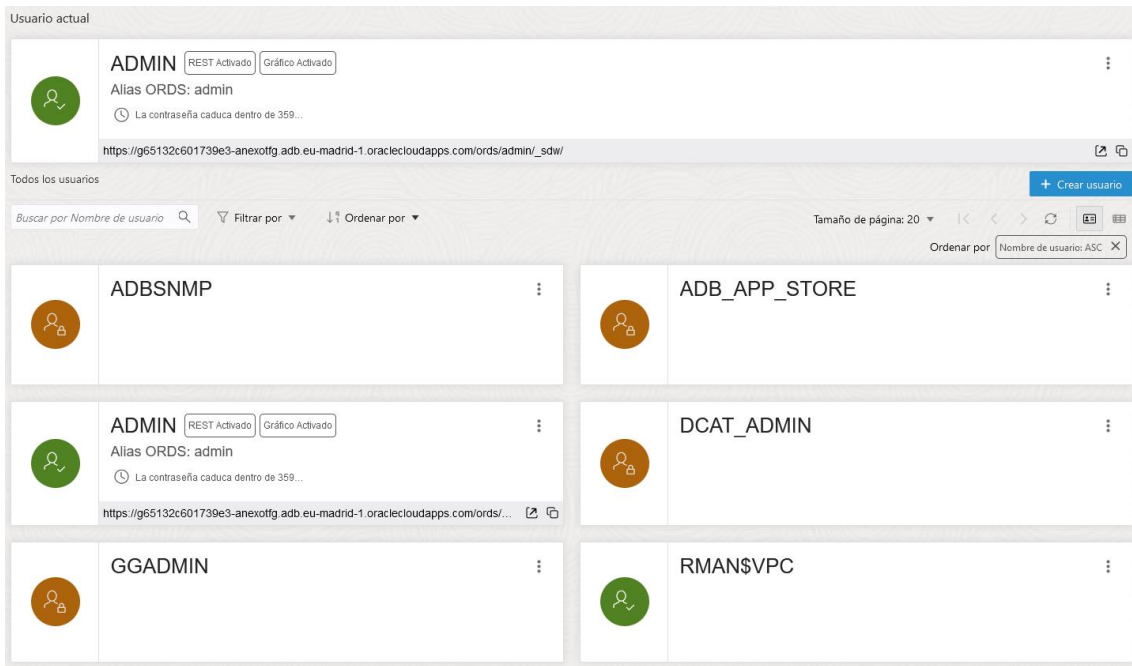 Usuario actual
ADMIN REST Activado Gráfico Activado
Alias ORDS: admin
La contraseña caduca dentro de 359...
https://g65132c601739e3-anexotfg.adb.eu-madrid-1.oraclecloudapps.com/ords/admin/_sdw/
Todos los usuarios
+ Crear usuario
Buscar por Nombre de usuario Filtrar por Ordenar por Tamaño de página: 20
Ordenar por Nombre de usuario: ASC
ADBSNMP
ADB_APP_STORE
ADMIN REST Activado Gráfico Activado
Alias ORDS: admin
La contraseña caduca dentro de 359...
https://g65132c601739e3-anexotfg.adb.eu-madrid-1.oraclecloudapps.com/ords/...
DCAT_ADMIN
GGADMIN
RMAN$VPC